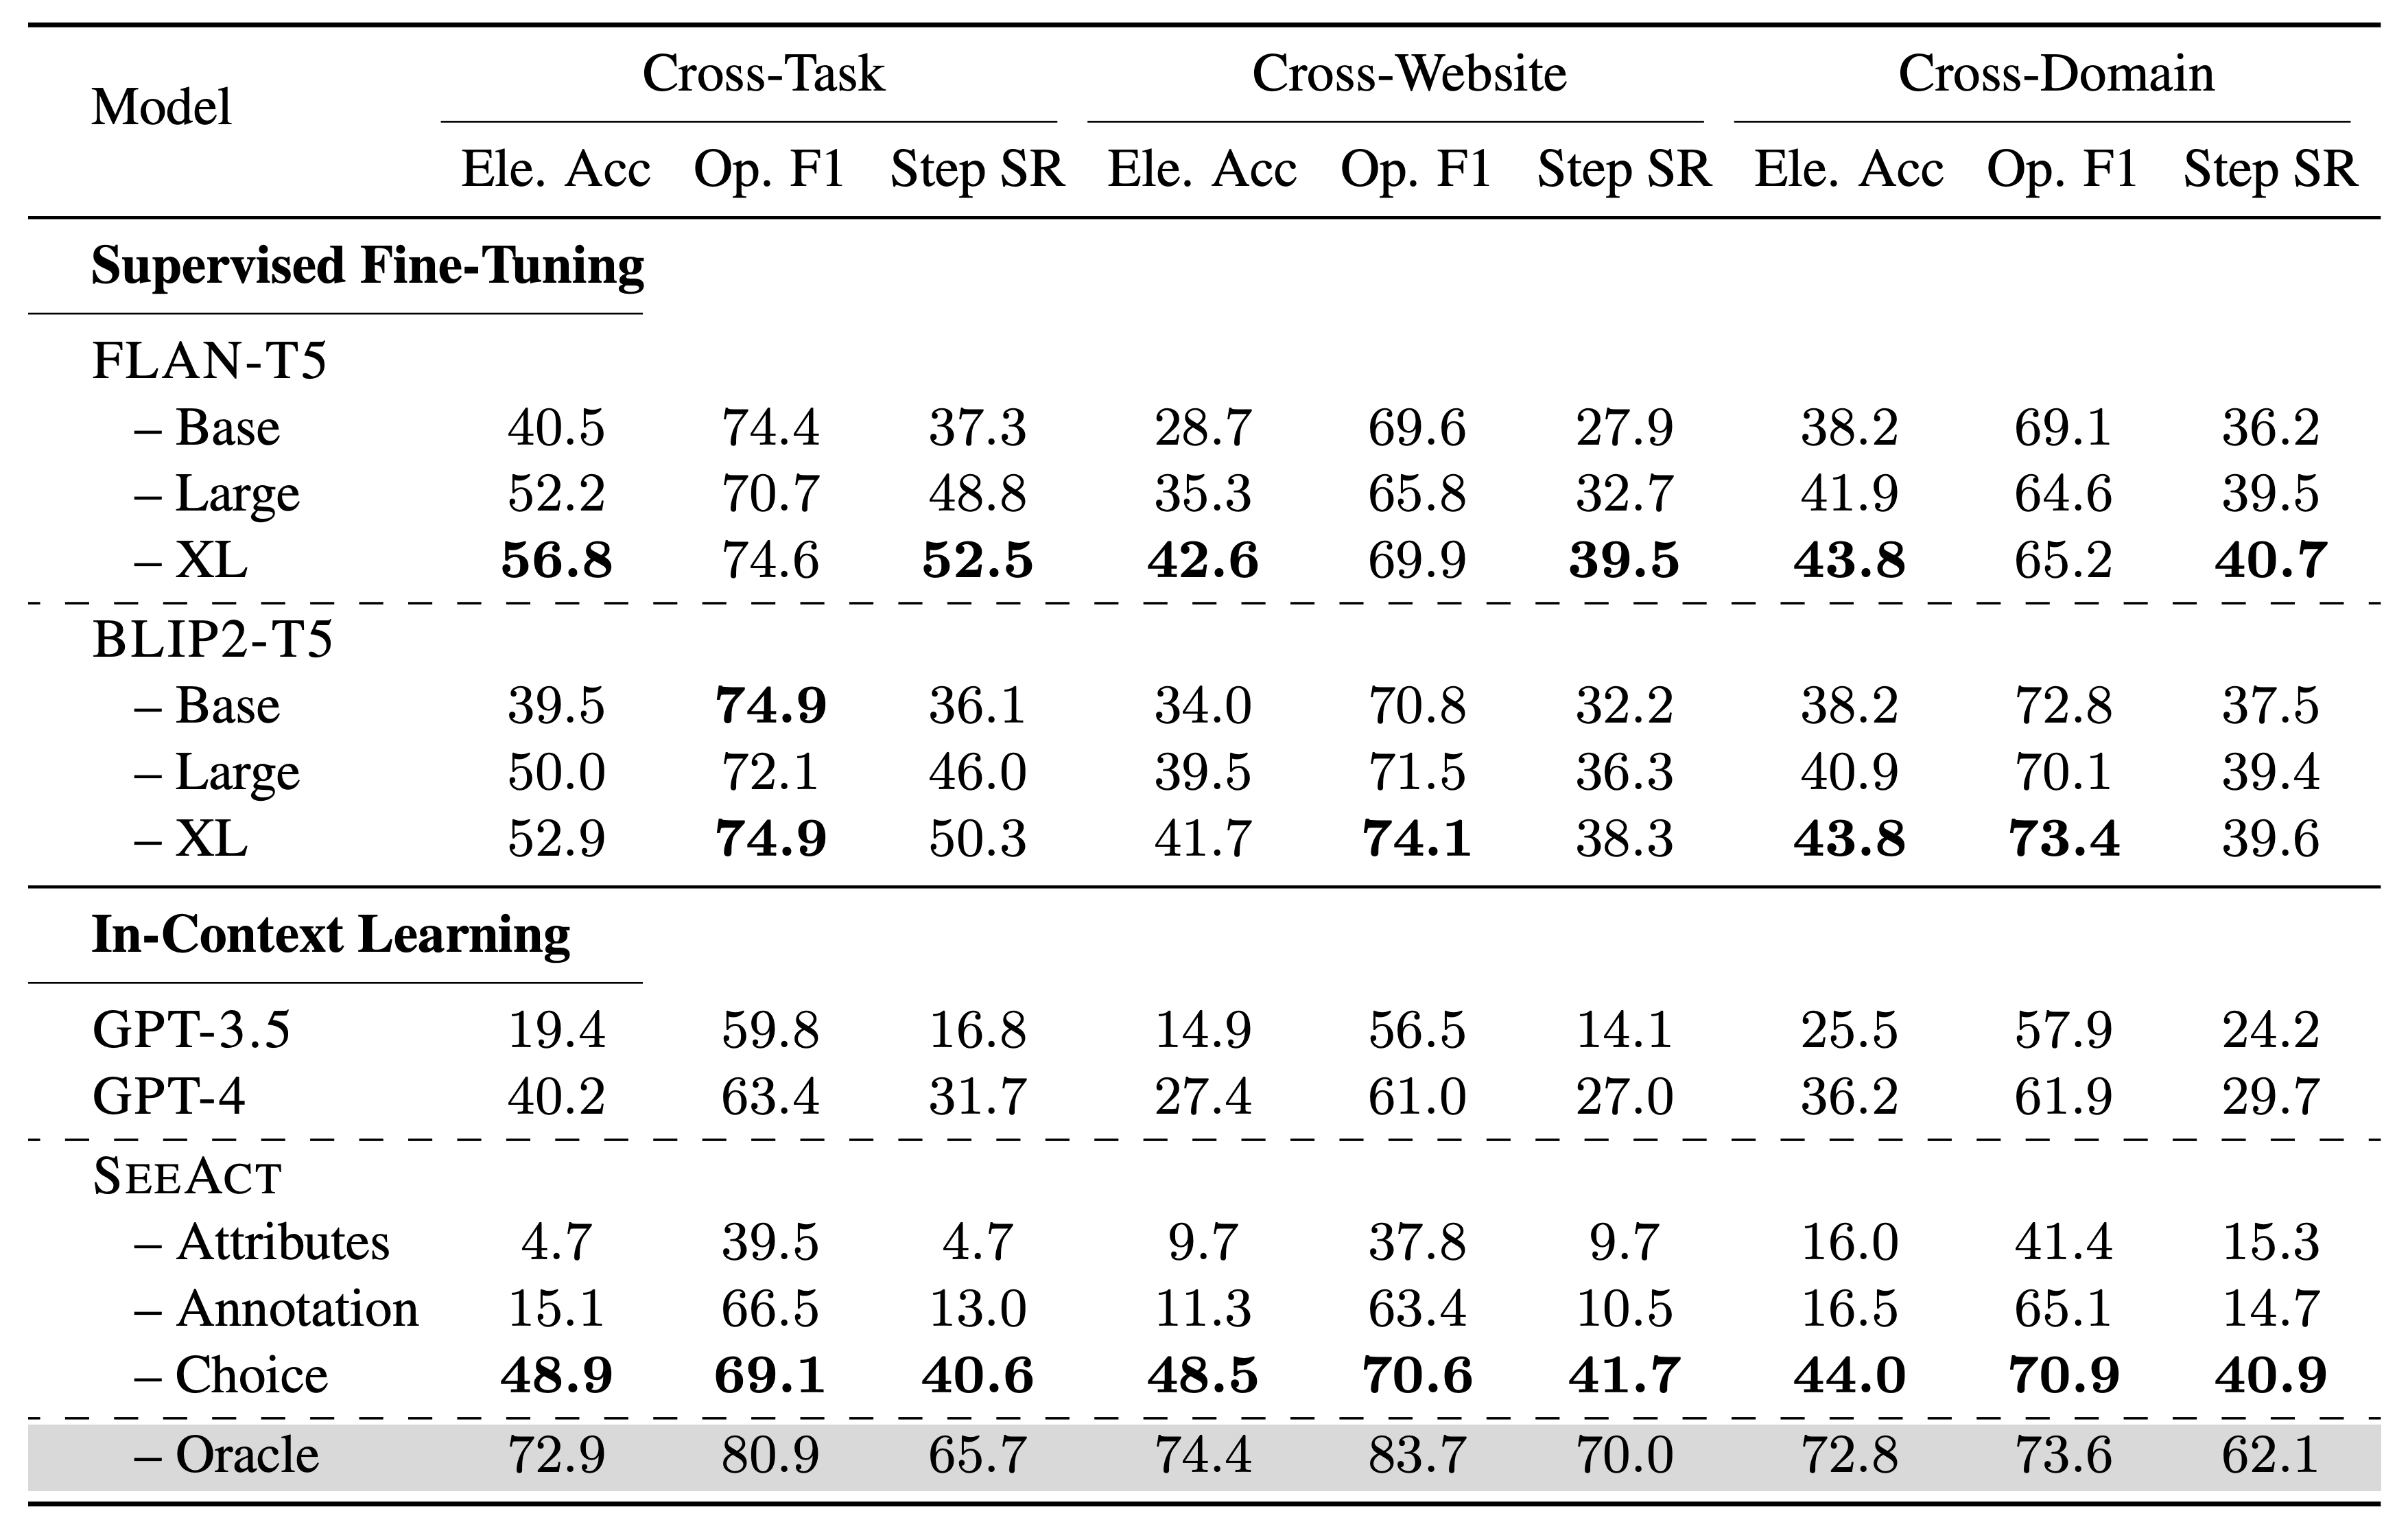 Model Cross-Task Cross-Website Cross-Domain
Ele. Acc Op. F1 Step SR Ele. Acc Op. F1 Step SR Ele. Acc Op. F1 Step SR
Supervised Fine-Tuning
FLAN-T5
– Base 40.5 74.4 37.3 28.7 69.6 27.9 38.2 69.1 36.2
– Large 52.2 70.7 48.8 35.3 65.8 32.7 41.9 64.6 39.5
– XL 56.8 74.6 52.5 42.6 69.9 39.5 43.8 65.2 40.7
BLIP2-T5
– Base 39.5 74.9 36.1 34.0 70.8 32.2 38.2 72.8 37.5
– Large 50.0 72.1 46.0 39.5 71.5 36.3 40.9 70.1 39.4
– XL 52.9 74.9 50.3 41.7 74.1 38.3 43.8 73.4 39.6
In-Context Learning
GPT-3.5 19.4 59.8 16.8 14.9 56.5 14.1 25.5 57.9 24.2
GPT-4 40.2 63.4 31.7 27.4 61.0 27.0 36.2 61.9 29.7
SEEACT
– Attributes 4.7 39.5 4.7 9.7 37.8 9.7 16.0 41.4 15.3
– Annotation 15.1 66.5 13.0 11.3 63.4 10.5 16.5 65.1 14.7
– Choice 48.9 69.1 40.6 48.5 70.6 41.7 44.0 70.9 40.9
– Oracle 72.9 80.9 65.7 74.4 83.7 70.0 72.8 73.6 62.1